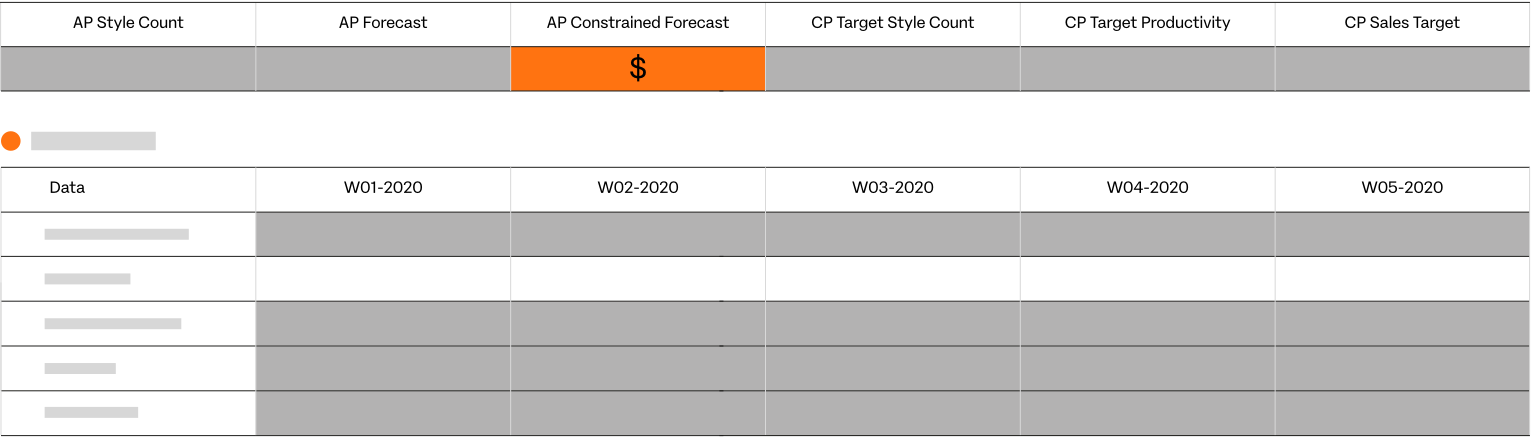 AP Style Count AP Forecast AP Constrained Forecast CP Target Style Count CP Target Productivity CP Sales Target
$
Data W01-2020 W02-2020 W03-2020 W04-2020 W05-2020